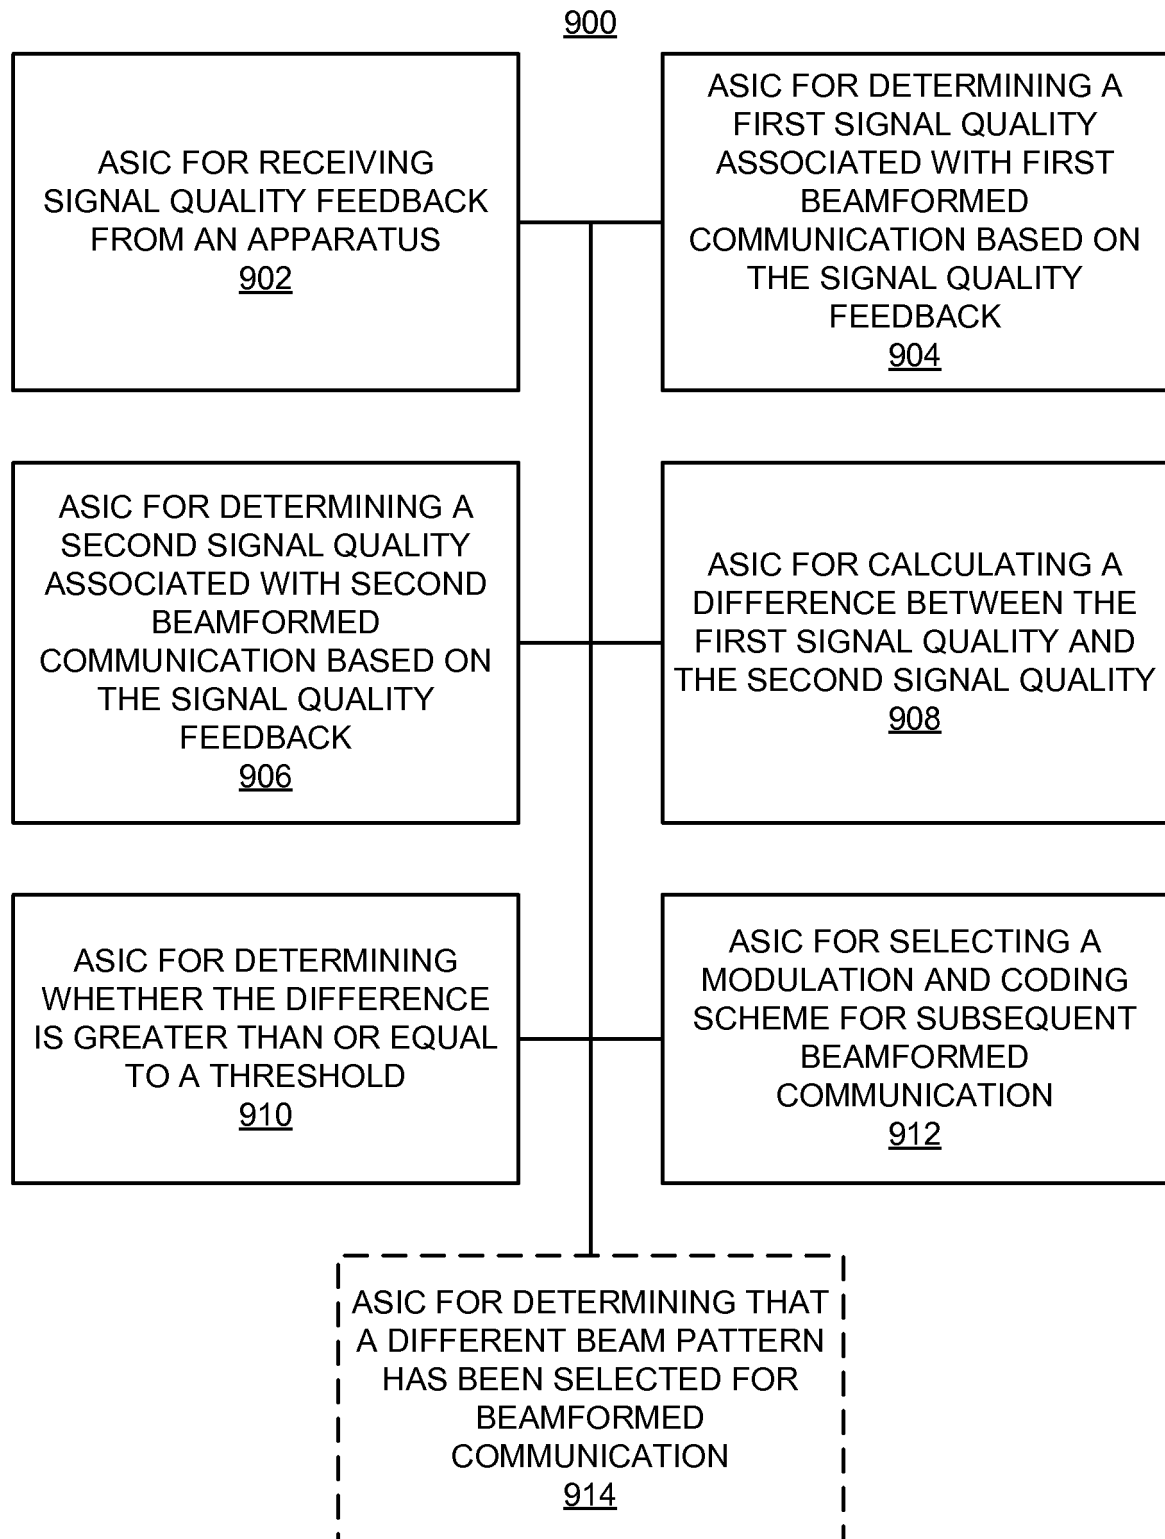 900
ASIC FOR RECEIVING
SIGNAL QUALITY FEEDBACK
FROM AN APPARATUS
902
ASIC FOR DETERMINING A
FIRST SIGNAL QUALITY
ASSOCIATED WITH FIRST
BEAMFORMED
COMMUNICATION BASED ON
THE SIGNAL QUALITY
FEEDBACK
904
ASIC FOR DETERMINING A
SECOND SIGNAL QUALITY
ASSOCIATED WITH SECOND
BEAMFORMED
COMMUNICATION BASED ON
THE SIGNAL QUALITY
FEEDBACK
906
ASIC FOR CALCULATING A
DIFFERENCE BETWEEN THE
FIRST SIGNAL QUALITY AND
THE SECOND SIGNAL QUALITY
908
ASIC FOR DETERMINING
WHETHER THE DIFFERENCE
IS GREATER THAN OR EQUAL
TO A THRESHOLD
910
ASIC FOR SELECTING A
MODULATION AND CODING
SCHEME FOR SUBSEQUENT
BEAMFORMED
COMMUNICATION
912
ASIC FOR DETERMINING THAT
A DIFFERENT BEAM PATTERN
HAS BEEN SELECTED FOR
BEAMFORMED
COMMUNICATION
914